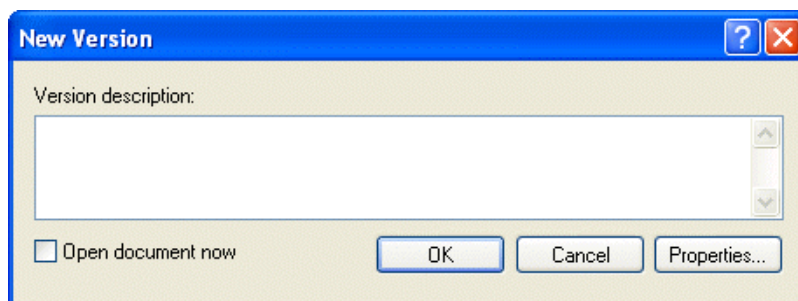 New Version
Version description:
Open document now
OK
Cancel
Properties...